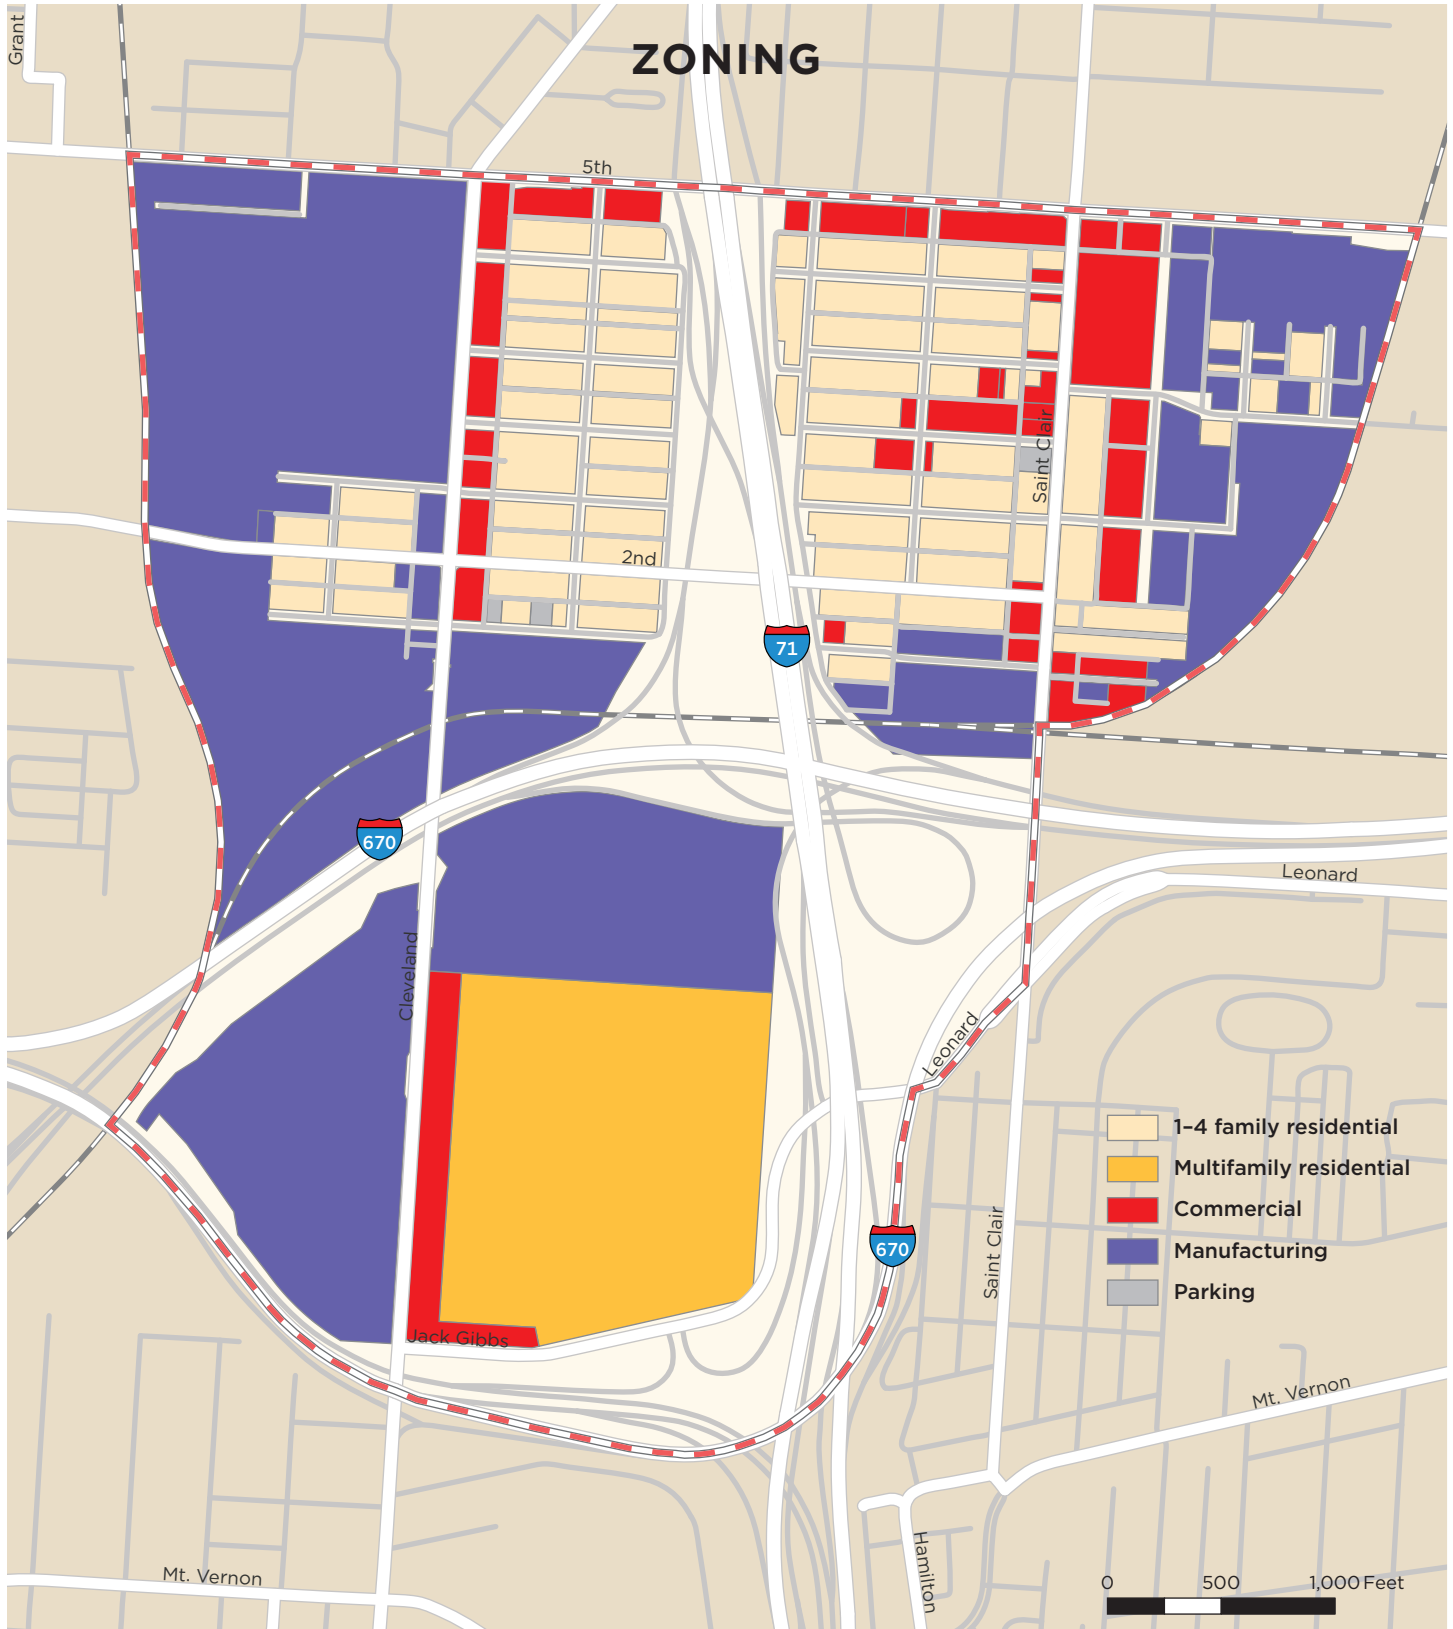 Grant
ZONING
5th
Saint Clair
2nd
71
670
Leonard
Cleveland
Leonard
1–4 family residential
Multifamily residential
Commercial
Manufacturing
Parking
670
Saint Clair
Jack Gibbs
Mt. Vernon
Mt. Vernon
Hamilton
0 500 1,000 Feet